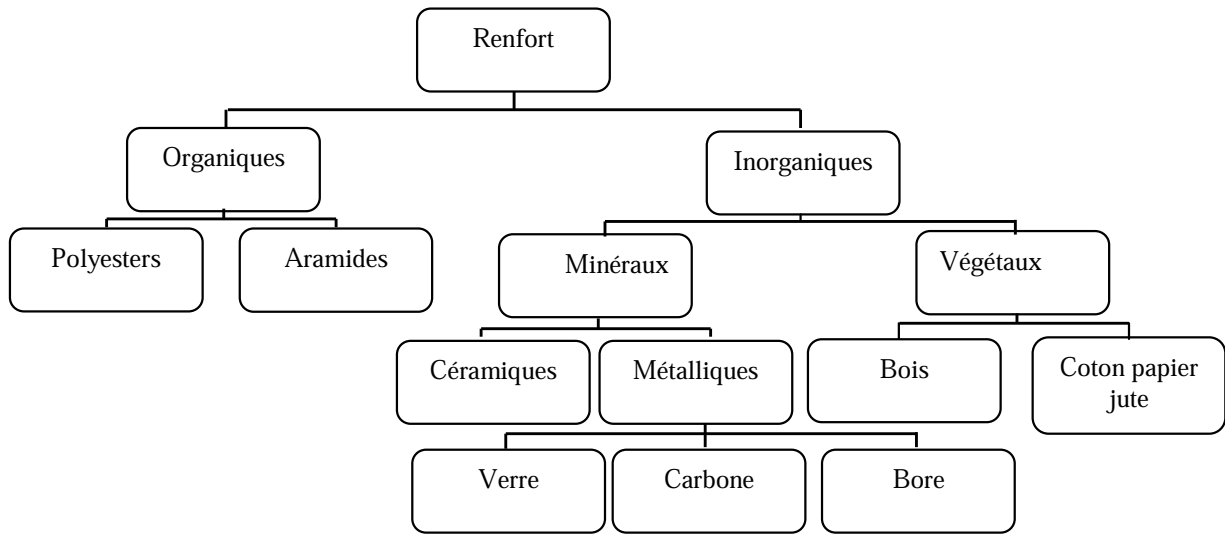 Renfort
Organiques
Inorganiques
Polyesters
Aramides
Minéraux
Végétaux
Céramiques
Métalliques
Bois
Coton papier
jute
Verre
Carbone
Bore